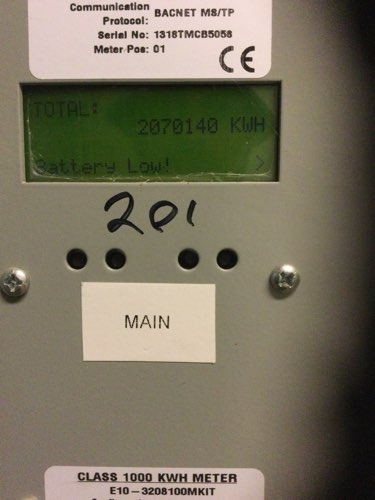 Communication
Protocol: BACNET MS/TP
Serial No: 1318TMCB5058
Meter Pos: 01
CE
TOTAL:
2070140 KWH
Battery Low! >
201
MAIN
CLASS 1000 KWH METER
E10-3208100MKIT